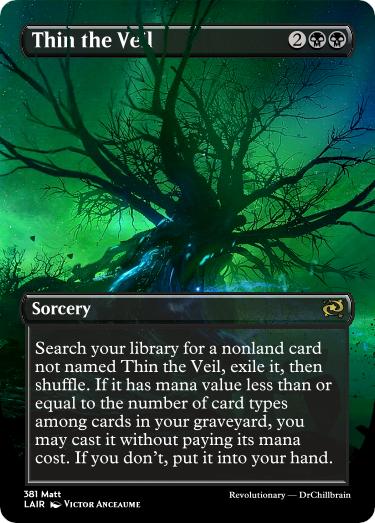 Thin the Veil 2
Sorcery
Search your library for a nonland card
not named Thin the Veil, exile it, then
shuffle. If it has mana value less than or
equal to the number of card types
among cards in your graveyard, you
may cast it without paying its mana
cost. If you don't, put it into your hand.
381 Matt
LAIR Victor Anceaume
Revolutionary — DrChillbrain